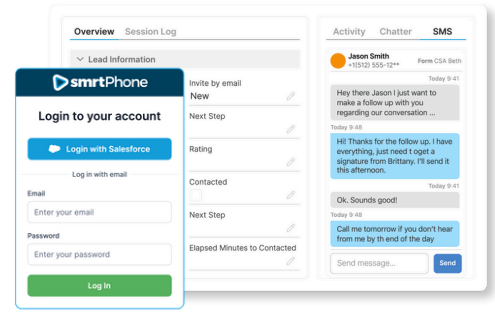 Overview Session Log
Lead Information
Invite by email
New
Next Step
Rating
Contacted
Next Step
Elapsed Minutes to Contacted
smrtPhone
Login to your account
Login with Salesforce
Log in with email
Email
Enter your email
Password
Enter your password
Log In
Activity Chatter SMS
Jason Smith
+1(512) 555-12**
Form CSA Beth
Today 9:41
Hey there Jason I just want to
make a follow up with you
regarding our conversation ...
Today 9:48
Hi! Thanks for the follow up. I have
everything, just need t oget a
signature from Brittany. I'll send it
this afternoon.
Today 9:41
Ok. Sounds good!
Today 9:48
Call me tomorrow if you don't hear
from me by th end of the day
Send message...
Send